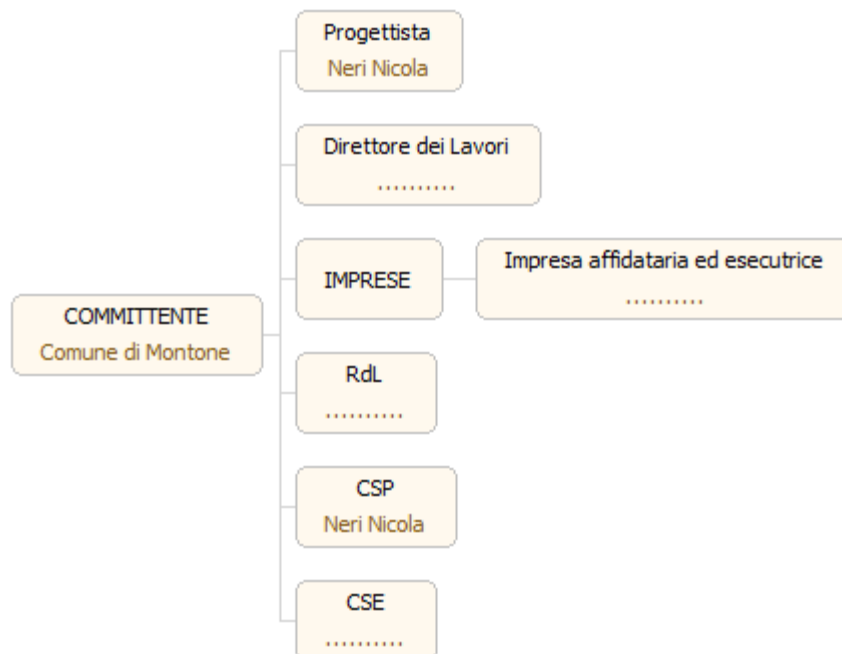 Progettista
Neri Nicola
Direttore dei Lavori
..........
IMPRESE
Impresa affidataria ed esecutrice
..........
COMMITTENTE
Comune di Montone
RdL
..........
CSP
Neri Nicola
CSE
..........